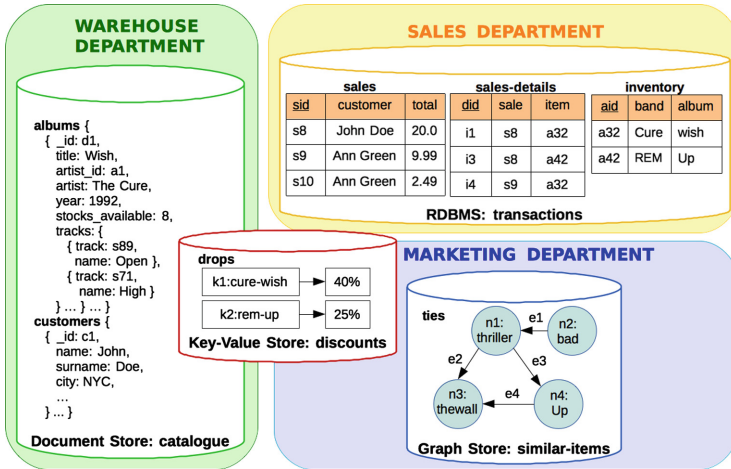 WAREHOUSE
DEPARTMENT
albums {
{ _id: d1,
title: Wish,
artist_id: a1,
artist: The Cure,
year: 1992,
stocks_available: 8,
tracks: {
{ track: s89,
name: Open },
{ track: s71,
name: High }
} ... } ... }
customers {
{ _id: c1,
name: John,
surname: Doe,
city: NYC,
...
} ... }
Document Store: catalogue
SALES DEPARTMENT
sales
sid customer total
s8 John Doe 20.0
s9 Ann Green 9.99
s10 Ann Green 2.49
sales-details
did sale item
i1 s8 a32
i3 s8 a42
i4 s9 a32
inventory
aid band album
a32 Cure wish
a42 REM Up
RDBMS: transactions
drops
k1:cure-wish 40%
k2:rem-up 25%
Key-Value Store: discounts
MARKETING DEPARTMENT
ties
n1:
thriller
e1
n2:
bad
e2
e3
n3:
thewall
e4
n4:
Up
Graph Store: similar-items